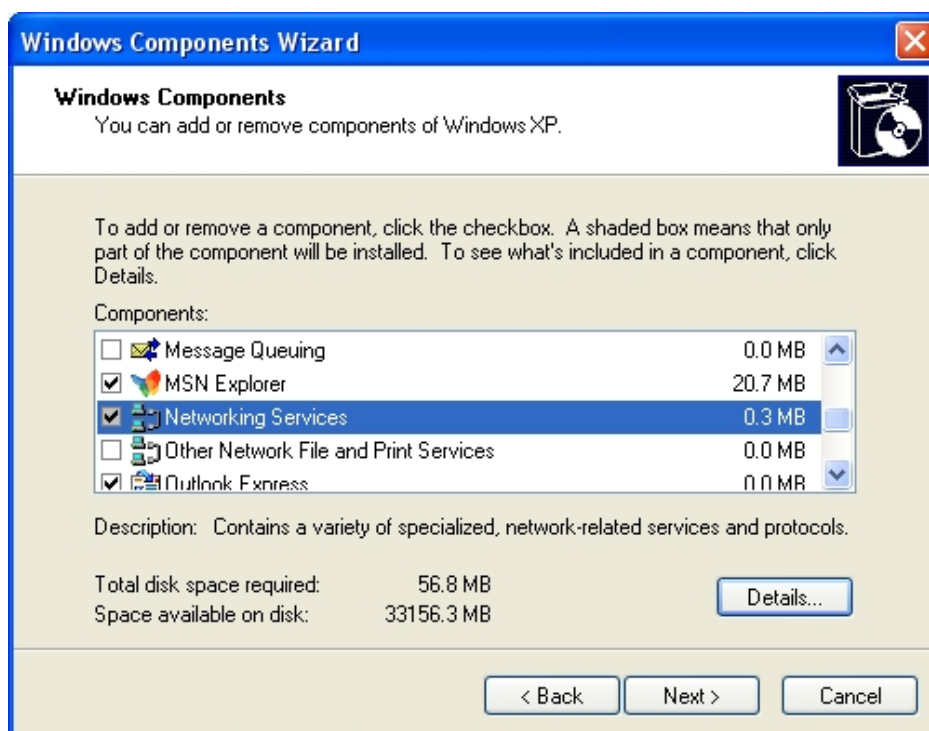 Windows Components Wizard
Windows Components
You can add or remove components of Windows XP.
To add or remove a component, click the checkbox. A shaded box means that only
part of the component will be installed. To see what's included in a component, click
Details.
Components:
Message Queuing 0.0 MB
MSN Explorer 20.7 MB
Networking Services 0.3 MB
Other Network File and Print Services 0.0 MB
Outlook Express 0.0 MB
Description: Contains a variety of specialized, network-related services and protocols.
Total disk space required: 56.8 MB
Space available on disk: 33156.3 MB
Details...
< Back Next > Cancel